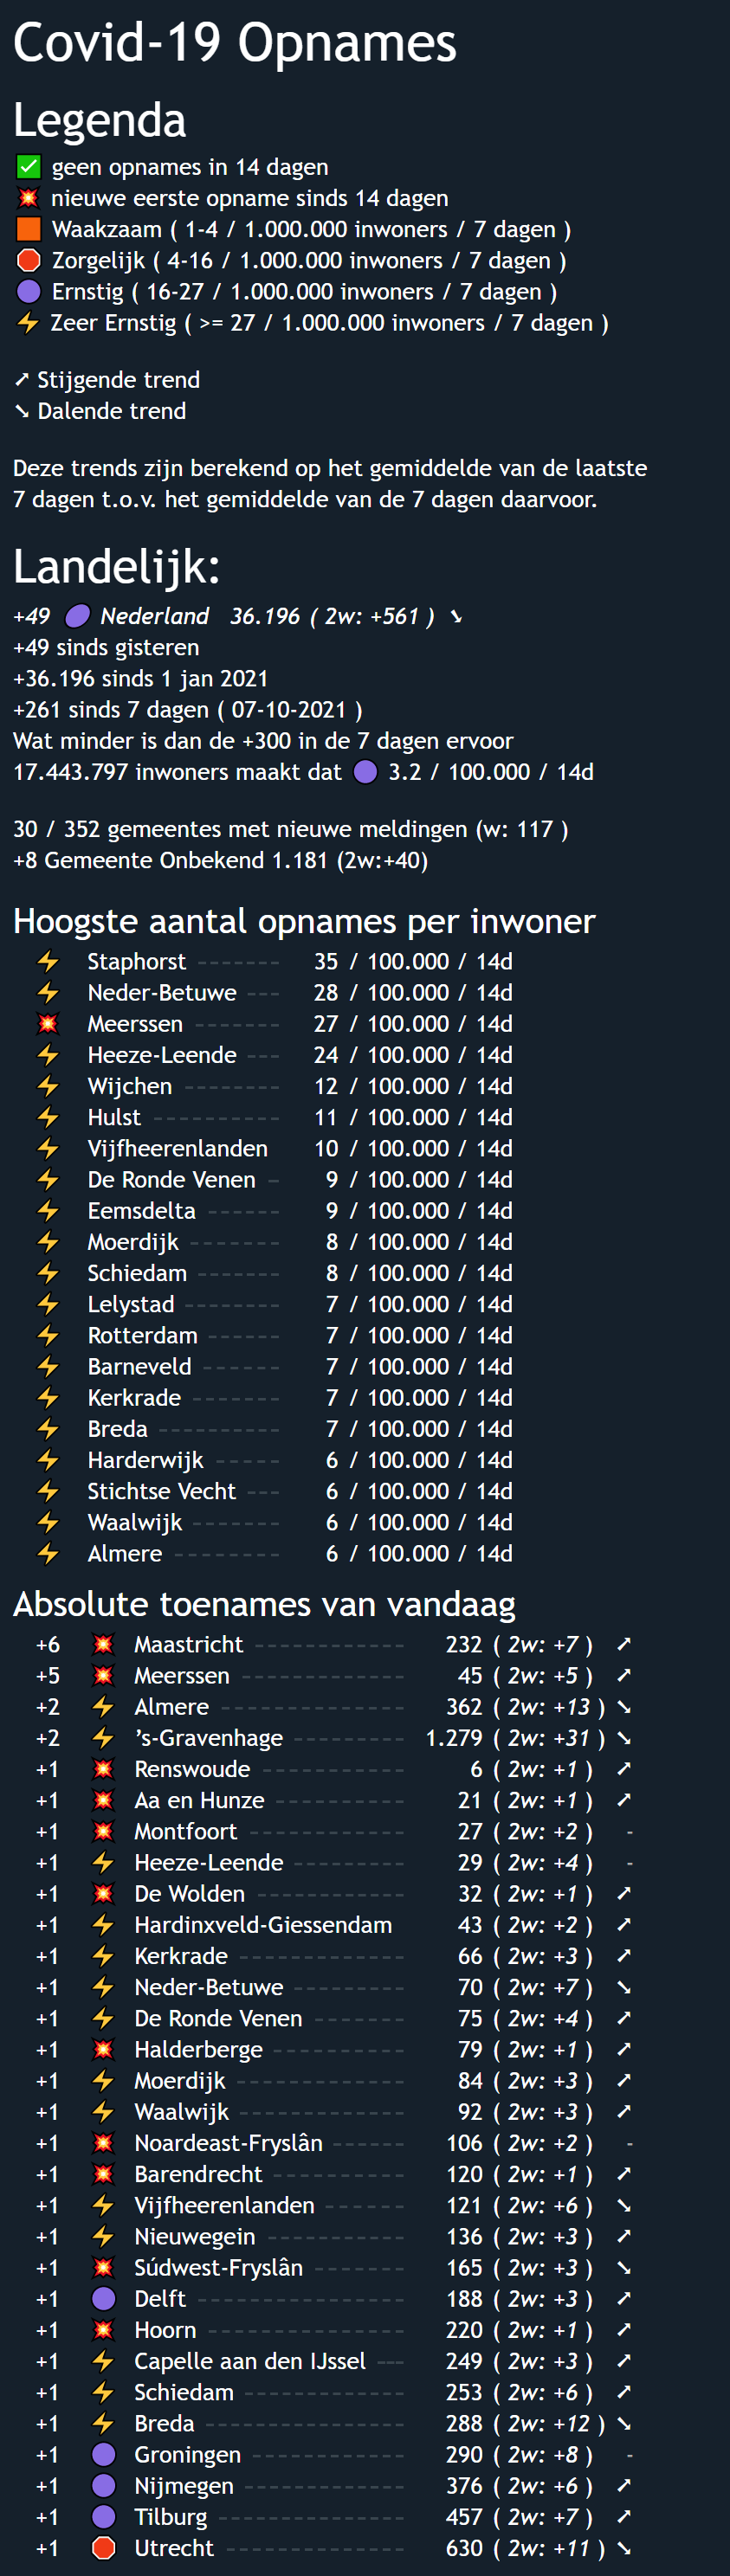 Covid-19 Opnames
Legenda
✅ geen opnames in 14 dagen
💥 nieuwe eerste opname sinds 14 dagen
🟧 Waakzaam ( 1-4 / 1.000.000 inwoners / 7 dagen )
🛑 Zorgelijk ( 4-16 / 1.000.000 inwoners / 7 dagen )
🟣 Ernstig ( 16-27 / 1.000.000 inwoners / 7 dagen )
⚡ Zeer Ernstig ( >= 27 / 1.000.000 inwoners / 7 dagen )
➚ Stijgende trend
➘ Dalende trend
Deze trends zijn berekend op het gemiddelde van de laatste
7 dagen t.o.v. het gemiddelde van de 7 dagen daarvoor.
Landelijk:
+49 🟣 Nederland 36.196 ( 2w: +561 ) ➘
+49 sinds gisteren
+36.196 sinds 1 jan 2021
+261 sinds 7 dagen ( 07-10-2021 )
Wat minder is dan de +300 in de 7 dagen ervoor
17.443.797 inwoners maakt dat 🟣 3.2 / 100.000 / 14d
30 / 352 gemeentes met nieuwe meldingen (w: 117 )
+8 Gemeente Onbekend 1.181 (2w:+40)
Hoogste aantal opnames per inwoner
⚡ Staphorst ------- 35 / 100.000 / 14d
⚡ Neder-Betuwe --- 28 / 100.000 / 14d
💥 Meerssen ------- 27 / 100.000 / 14d
⚡ Heeze-Leende --- 24 / 100.000 / 14d
⚡ Wijchen -------- 12 / 100.000 / 14d
⚡ Hulst ----------- 11 / 100.000 / 14d
⚡ Vijfheerenlanden 10 / 100.000 / 14d
⚡ De Ronde Venen - 9 / 100.000 / 14d
⚡ Eemsdelta ------ 9 / 100.000 / 14d
⚡ Moerdijk -------- 8 / 100.000 / 14d
⚡ Schiedam ------- 8 / 100.000 / 14d
⚡ Lelystad -------- 7 / 100.000 / 14d
⚡ Rotterdam ------ 7 / 100.000 / 14d
⚡ Barneveld ------- 7 / 100.000 / 14d
⚡ Kerkrade -------- 7 / 100.000 / 14d
⚡ Breda ----------- 7 / 100.000 / 14d
⚡ Harderwijk ------ 6 / 100.000 / 14d
⚡ Stichtse Vecht --- 6 / 100.000 / 14d
⚡ Waalwijk -------- 6 / 100.000 / 14d
⚡ Almere --------- 6 / 100.000 / 14d
Absolute toenames van vandaag
+6 💥 Maastricht -------------- 232 ( 2w: +7 ) ➚
+5 💥 Meerssen --------------- 45 ( 2w: +5 ) ➚
+2 ⚡ Almere ----------------- 362 ( 2w: +13 ) ➘
+2 ⚡ ’s-Gravenhage ---------- 1.279 ( 2w: +31 ) ➘
+1 💥 Renswoude -------------- 6 ( 2w: +1 ) ➚
+1 💥 Aa en Hunze ------------ 21 ( 2w: +1 ) ➚
+1 💥 Montfoort -------------- 27 ( 2w: +2 ) -
+1 ⚡ Heeze-Leende ---------- 29 ( 2w: +4 ) -
+1 💥 De Wolden -------------- 32 ( 2w: +1 ) ➚
+1 ⚡ Hardinxveld-Giessendam 43 ( 2w: +2 ) ➚
+1 ⚡ Kerkrade --------------- 66 ( 2w: +3 ) ➚
+1 ⚡ Neder-Betuwe ---------- 70 ( 2w: +7 ) ➘
+1 ⚡ De Ronde Venen --------- 75 ( 2w: +4 ) ➚
+1 💥 Halderberge ------------ 79 ( 2w: +1 ) ➚
+1 ⚡ Moerdijk --------------- 84 ( 2w: +3 ) ➚
+1 ⚡ Waalwijk --------------- 92 ( 2w: +3 ) ➚
+1 💥 Noardeast-Fryslân ------ 106 ( 2w: +2 ) -
+1 💥 Barendrecht ------------ 120 ( 2w: +1 ) ➚
+1 ⚡ Vijfheerenlanden ------- 121 ( 2w: +6 ) ➘
+1 ⚡ Nieuwegein ------------- 136 ( 2w: +3 ) ➚
+1 💥 Súdwest-Fryslân -------- 165 ( 2w: +3 ) ➘
+1 🟣 Delft ------------------- 188 ( 2w: +3 ) ➚
+1 💥 Hoorn ------------------ 220 ( 2w: +1 ) ➚
+1 ⚡ Capelle aan den IJssel --- 249 ( 2w: +3 ) ➚
+1 ⚡ Schiedam --------------- 253 ( 2w: +6 ) ➚
+1 ⚡ Breda ------------------ 288 ( 2w: +12 ) ➘
+1 🟣 Groningen -------------- 290 ( 2w: +8 ) -
+1 🟣 Nijmegen --------------- 376 ( 2w: +6 ) ➚
+1 🟣 Tilburg ----------------- 457 ( 2w: +7 ) ➚
+1 🛑 Utrecht ---------------- 630 ( 2w: +11 ) ➘